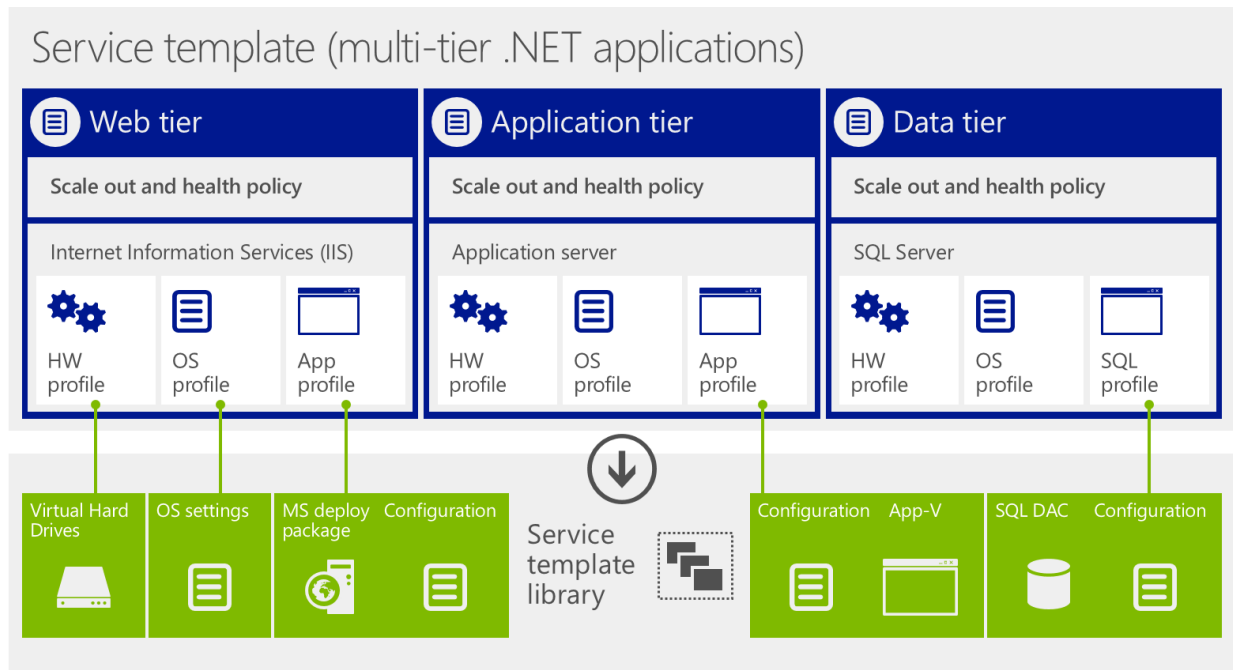 Service template (multi-tier .NET applications)
Web tier
Scale out and health policy
Internet Information Services (IIS)
HW
profile
OS
profile
App
profile
Application tier
Scale out and health policy
Application server
HW
profile
OS
profile
App
profile
Data tier
Scale out and health policy
SQL Server
HW
profile
OS
profile
SQL
profile
Virtual Hard
Drives
OS settings
MS deploy
package
Configuration
Service
template
library
Configuration
App-V
SQL DAC
Configuration